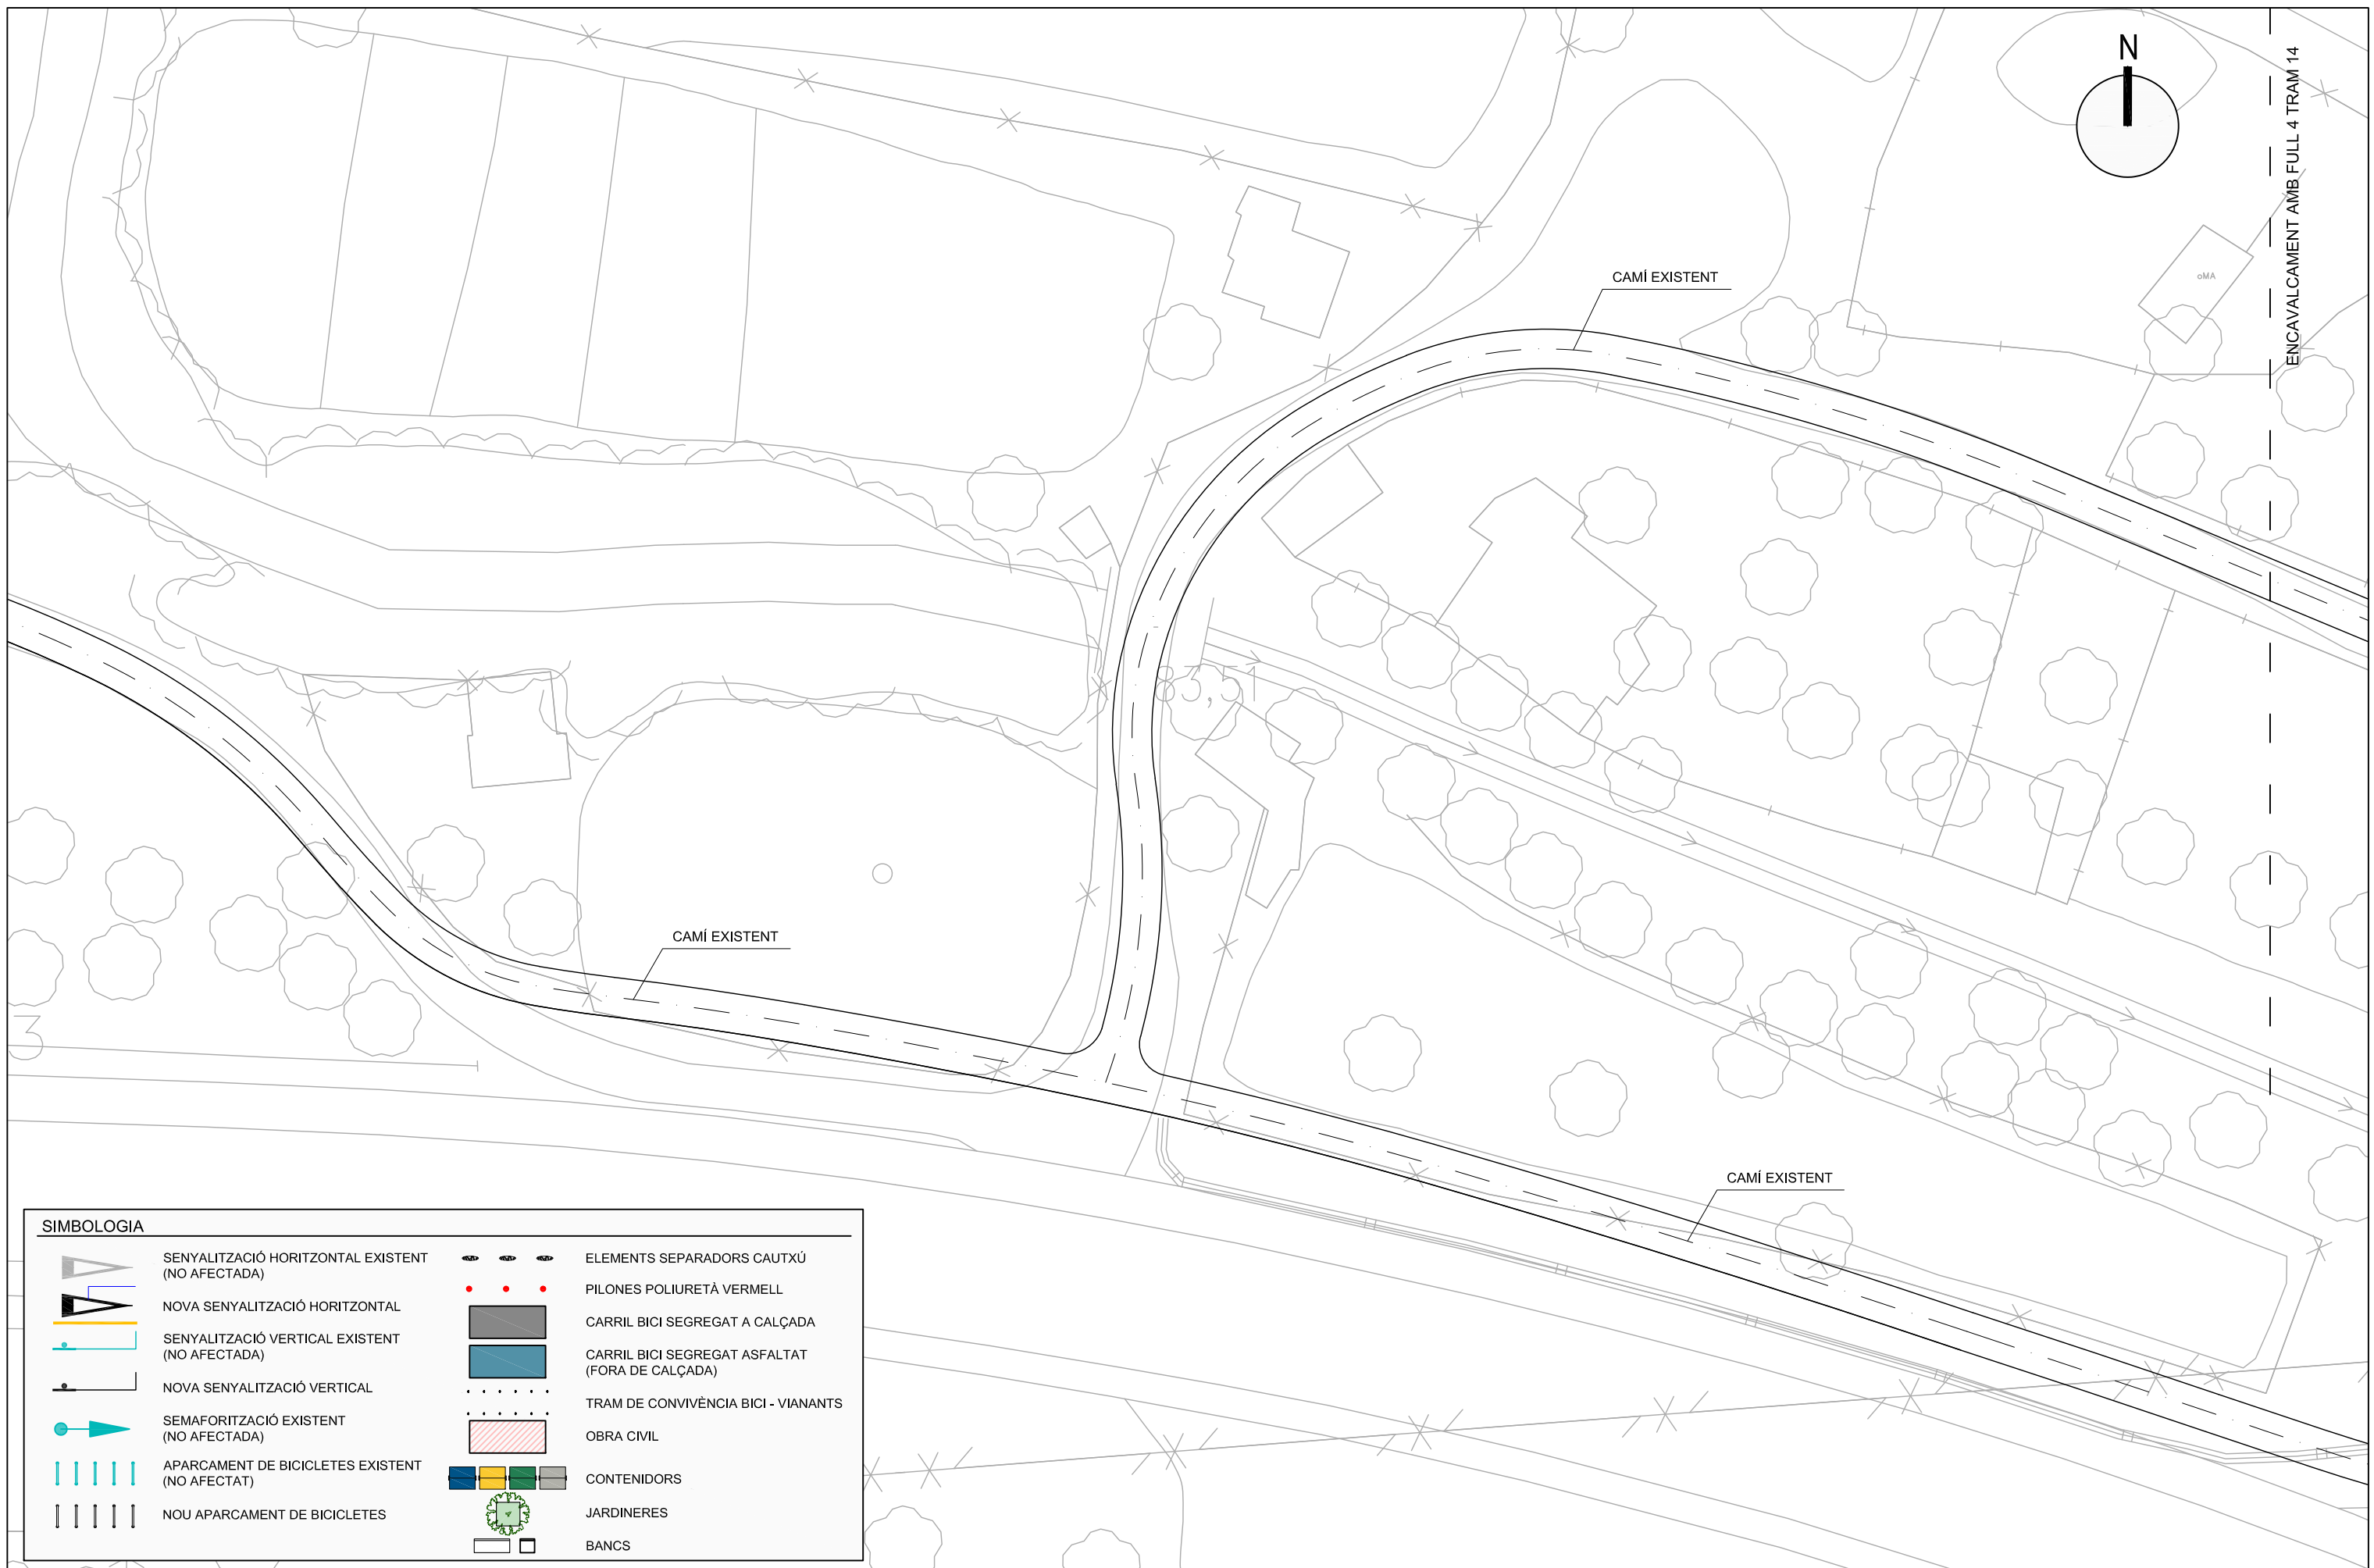 N
ENCAVALCAMENT AMB FULL 4 TRAM 14
CAMÍ EXISTENT
oMA
83,51
CAMÍ EXISTENT
3
CAMÍ EXISTENT
SIMBOLOGIA
SENYALITZACIÓ HORITZONTAL EXISTENT
(NO AFECTADA)
NOVA SENYALITZACIÓ HORITZONTAL
SENYALITZACIÓ VERTICAL EXISTENT
(NO AFECTADA)
NOVA SENYALITZACIÓ VERTICAL
SEMAFORITZACIÓ EXISTENT
(NO AFECTADA)
APARCAMENT DE BICICLETES EXISTENT
(NO AFECTAT)
NOU APARCAMENT DE BICICLETES
ELEMENTS SEPARADORS CAUTXÚ
PILONES POLIURETÀ VERMELL
CARRIL BICI SEGREGAT A CALÇADA
CARRIL BICI SEGREGAT ASFALTAT
(FORA DE CALÇADA)
TRAM DE CONVIVÈNCIA BICI - VIANANTS
OBRA CIVIL
CONTENIDORS
JARDINERES
BANCS